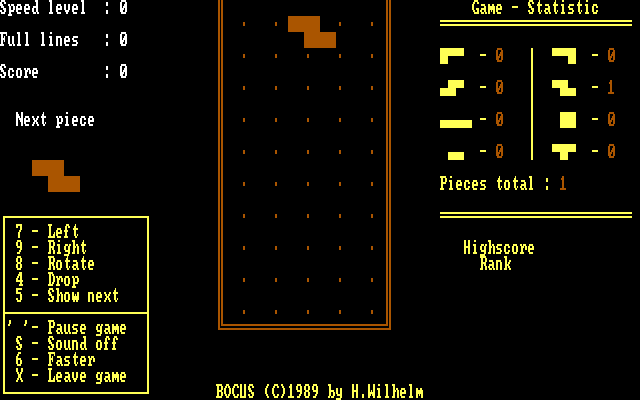 Speed level : 0
Full lines : 0
Score : 0
Next piece
7 - Left
9 - Right
8 - Rotate
4 - Drop
5 - Show next
' '- Pause game
S - Sound off
6 - Faster
X - Leave game
Game - Statistic
- 0 - 0
- 0 - 1
- 0 - 0
- 0 - 0
Pieces total : 1
Highscore
Rank
BOCUS (C)1989 by H.Wilhelm